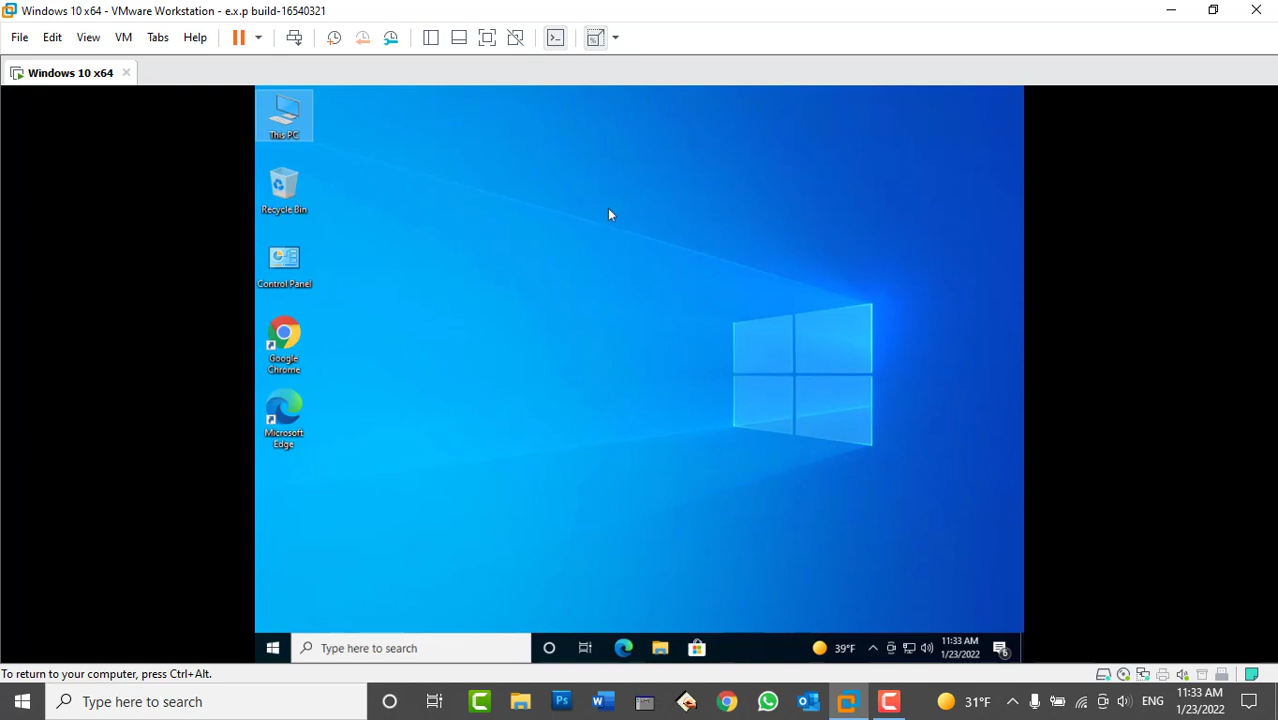 Windows 10 x64 - VMware Workstation - e.x.p build-16540321
File Edit View VM Tabs Help
Windows 10 x64
This PC
Recycle Bin
Control Panel
Google
Chrome
Microsoft
Edge
Type here to search
39°F
11:33 AM
1/23/2022
6
To return to your computer, press Ctrl+Alt.
Type here to search
Ps
W
31°F
ENG
11:33 AM
1/23/2022